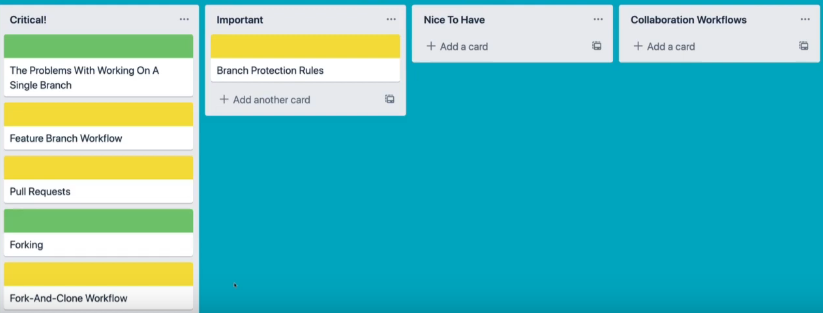 Critical!
The Problems With Working On A
Single Branch
Feature Branch Workflow
Pull Requests
Forking
Fork-And-Clone Workflow
Important
Branch Protection Rules
+ Add another card
Nice To Have
+ Add a card
Collaboration Workflows
+ Add a card